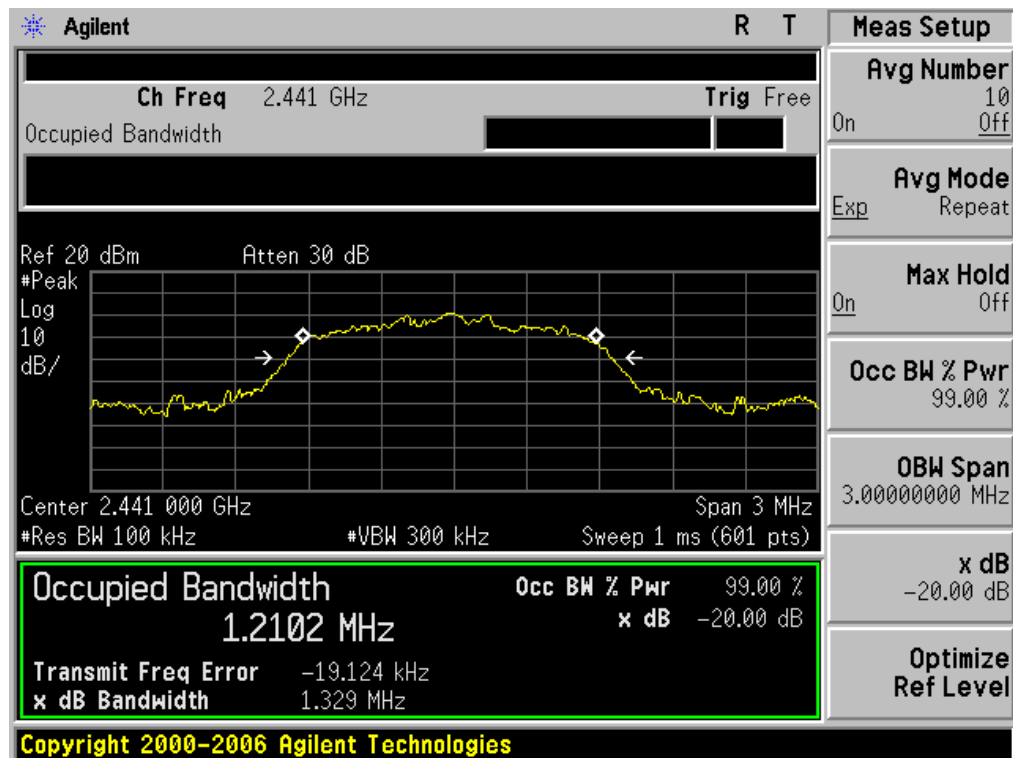 Agilent R T
Meas Setup
Ch Freq 2.441 GHz Trig Free
Occupied Bandwidth
Ref 20 dBm Atten 30 dB
#Peak
Log
10
dB/
Center 2.441 000 GHz Span 3 MHz
#Res BW 100 kHz #VBW 300 kHz Sweep 1 ms (601 pts)
Occupied Bandwidth Occ BW % Pwr 99.00 %
1.2102 MHz x dB -20.00 dB
Transmit Freq Error -19.124 kHz
x dB Bandwidth 1.329 MHz
Copyright 2000-2006 Agilent Technologies
Avg Number
10
On Off
Avg Mode
Exp Repeat
Max Hold
On Off
Occ BW % Pwr
99.00 %
OBW Span
3.00000000 MHz
x dB
-20.00 dB
Optimize
Ref Level